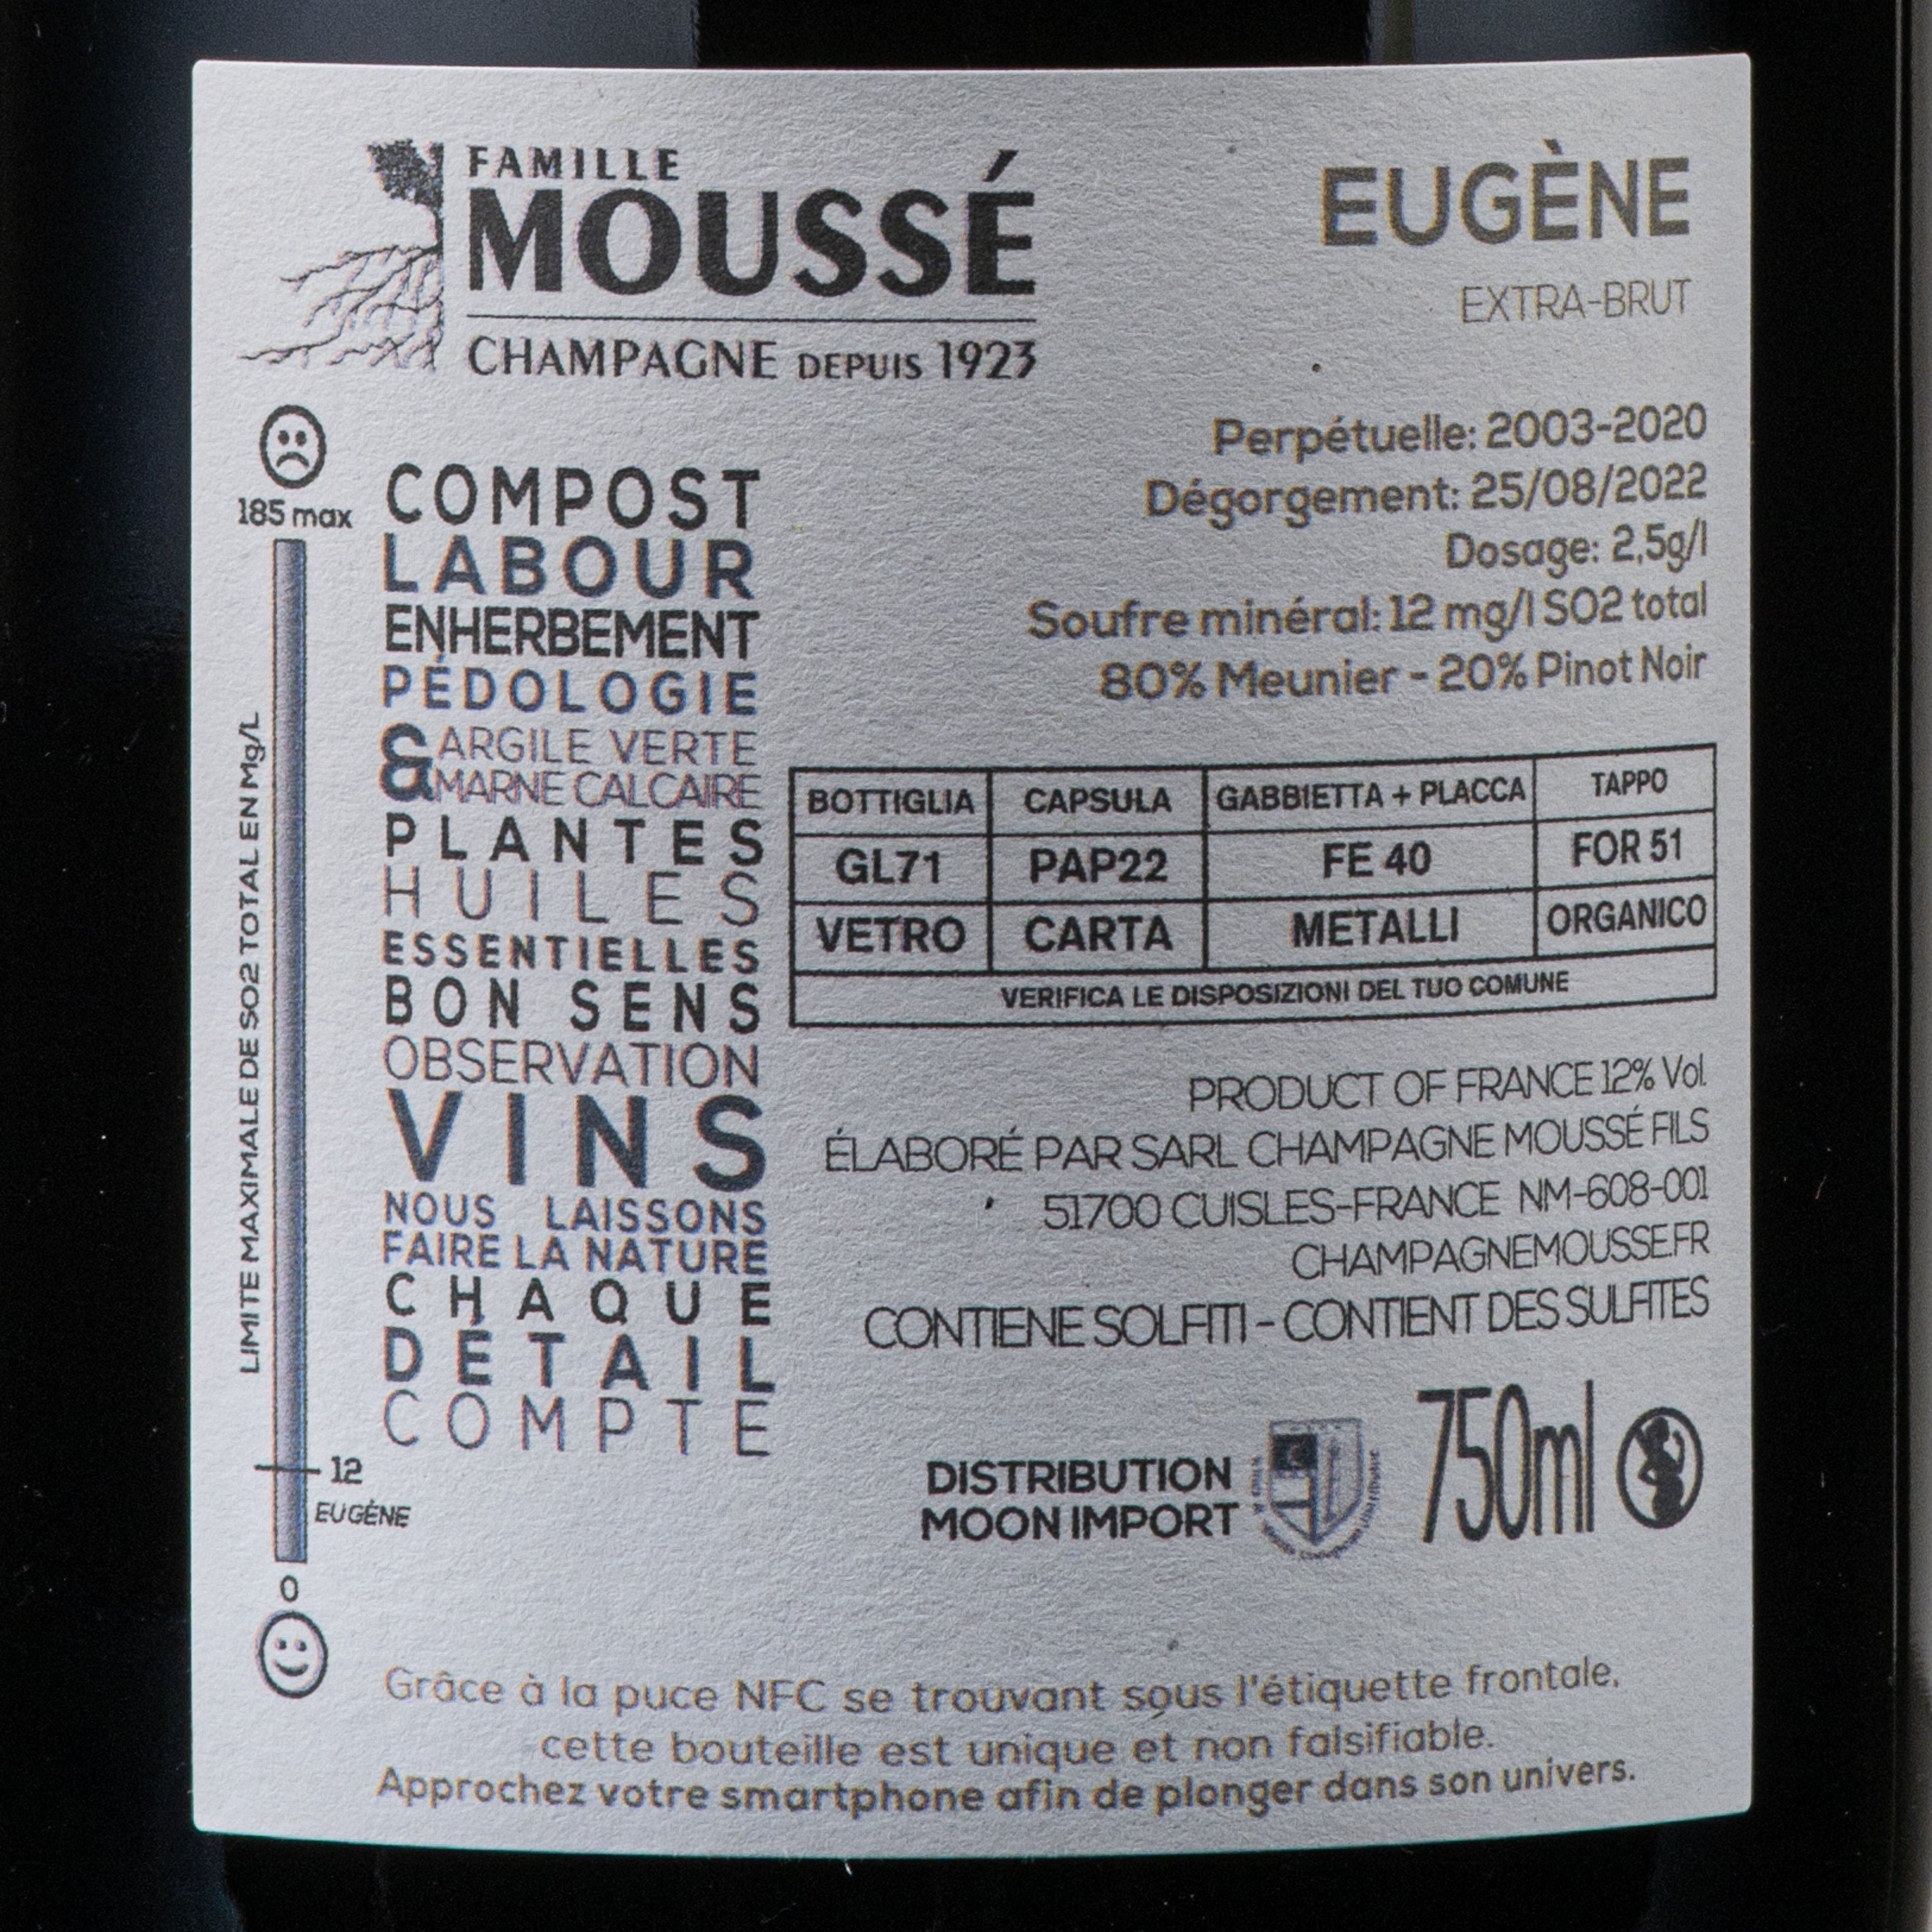 FAMILLE
MOUSSÉ
CHAMPAGNE DEPUIS 1923
EUGÈNE
EXTRA-BRUT
Perpétuelle: 2003-2020
Dégorgement: 25/08/2022
Dosage: 2,5g/l
Soufre minéral: 12 mg/l SO2 total
80% Meunier - 20% Pinot Noir
185 max
LIMITE MAXIMALE DE SO2 TOTAL EN Mg/L
12
EUGÈNE
0
COMPOST
LABOUR
ENHERBEMENT
PÉDOLOGIE
& ARGILE VERTE
MARNE CALCAIRE
PLANTES
HUILES
ESSENTIELLES
BON SENS
OBSERVATION
VINS
NOUS LAISSONS
FAIRE LA NATURE
CHAQUE
DÉTAIL
COMPTE
BOTTIGLIA CAPSULA GABBIETTA + PLACCA TAPPO
GL71 PAP22 FE 40 FOR 51
VETRO CARTA METALLI ORGANICO
VERIFICA LE DISPOSIZIONI DEL TUO COMUNE
PRODUCT OF FRANCE 12% Vol.
ÉLABORÉ PAR SARL CHAMPAGNE MOUSSÉ FILS
51700 CUISLES-FRANCE NM-608-001
CHAMPAGNEMOUSSE.FR
CONTIENE SOLFITI - CONTIENT DES SULFITES
DISTRIBUTION
MOON IMPORT
750ml
Grâce à la puce NFC se trouvant sous l'étiquette frontale,
cette bouteille est unique et non falsifiable.
Approchez votre smartphone afin de plonger dans son univers.